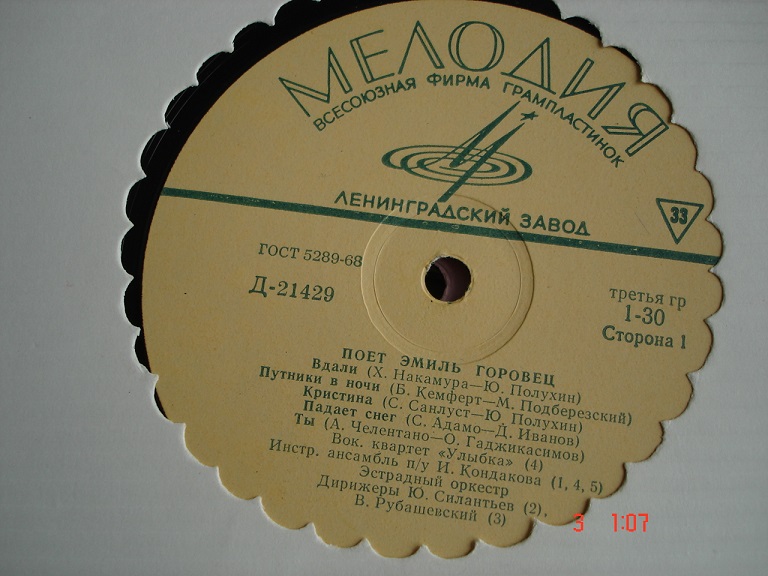 МЕЛОДИЯ
ВСЕСОЮЗНАЯ ФИРМА ГРАМПЛАСТИНОК
ЛЕНИНГРАДСКИЙ ЗАВОД
33
ГОСТ 5289-68
Д-21429
третья гр
1-30
Сторона 1
ПОЕТ ЭМИЛЬ ГОРОВЕЦ
Вдали (Х. Накамура—Ю. Полухин)
Путники в ночи (Б. Кемферт—М. Подберезский)
Кристина (С. Санлуст—Ю. Полухин)
Падает снег (С. Адамо—Д. Иванов)
Ты (А. Челентано—О. Гаджикасимов)
Вок. квартет «Улыбка» (4)
Инстр. ансамбль п/у И. Кондакова (1, 4, 5)
Эстрадный оркестр
Дирижеры Ю. Силантьев (2),
В. Рубашевский (3)
3 1:07